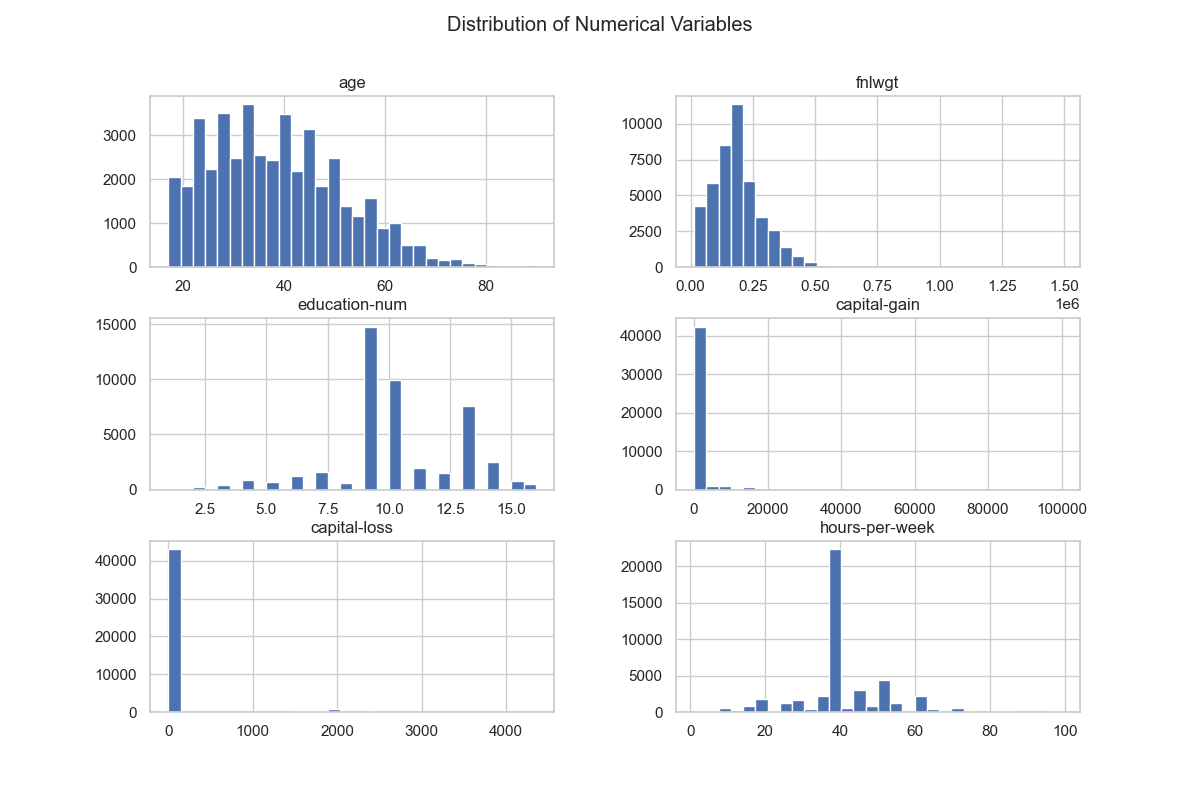 Distribution of Numerical Variables
age
3000
2000
1000
0
20 40 60 80
fnlwgt
10000
7500
5000
2500
0
0.00 0.25 0.50 0.75 1.00 1.25 1.50
1e6
education-num
15000
10000
5000
0
2.5 5.0 7.5 10.0 12.5 15.0
capital-gain
40000
30000
20000
10000
0
0 20000 40000 60000 80000 100000
capital-loss
40000
30000
20000
10000
0
0 1000 2000 3000 4000
hours-per-week
20000
15000
10000
5000
0
0 20 40 60 80 100